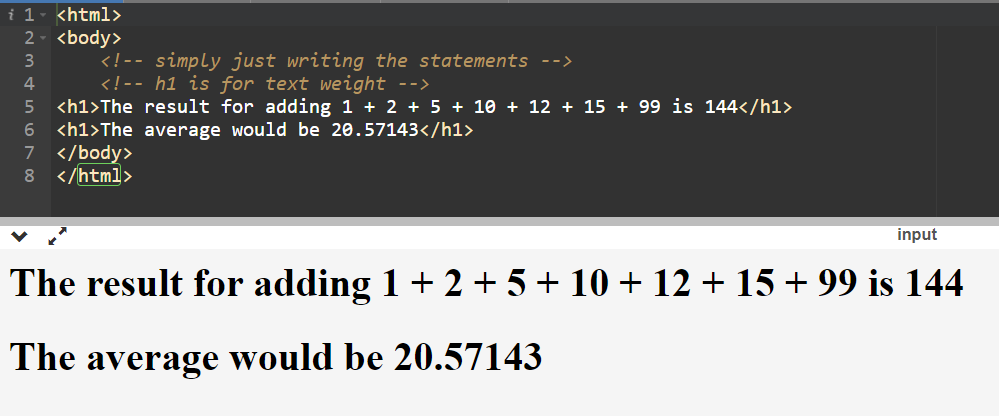 i 1 <html>
2 <body>
3 <!-- simply just writing the statements -->
4 <!-- h1 is for text weight -->
5 <h1>The result for adding 1 + 2 + 5 + 10 + 12 + 15 + 99 is 144</h1>
6 <h1>The average would be 20.57143</h1>
7 </body>
8 </html>
input
The result for adding 1 + 2 + 5 + 10 + 12 + 15 + 99 is 144
The average would be 20.57143